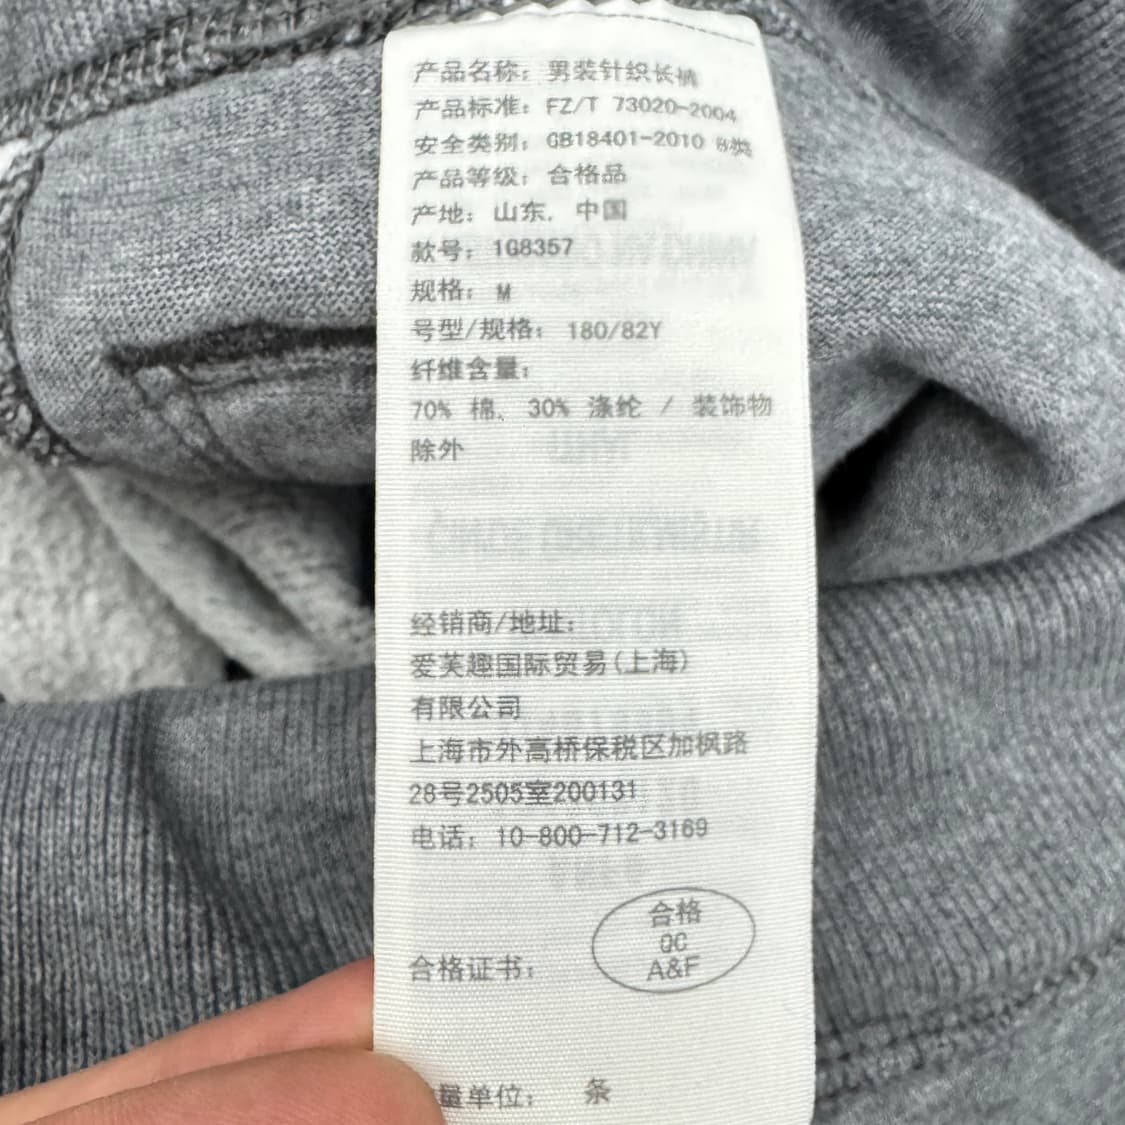 产品名称：男装针织长裤
产品标准：FZ/T 73020-2004
安全类别：GB18401-2010 B类
产品等级：合格品
产地：山东，中国
款号：1G8357
规格：M
号型/规格：180/82Y
纤维含量：
70% 棉、30% 涤纶 / 装饰物
除外
经销商/地址：
爱芙趣国际贸易(上海)
有限公司
上海市外高桥保税区加枫路
28号2505室200131
电话：10-800-712-3169
合格
QC
A&F
合格证书：
量单位：条